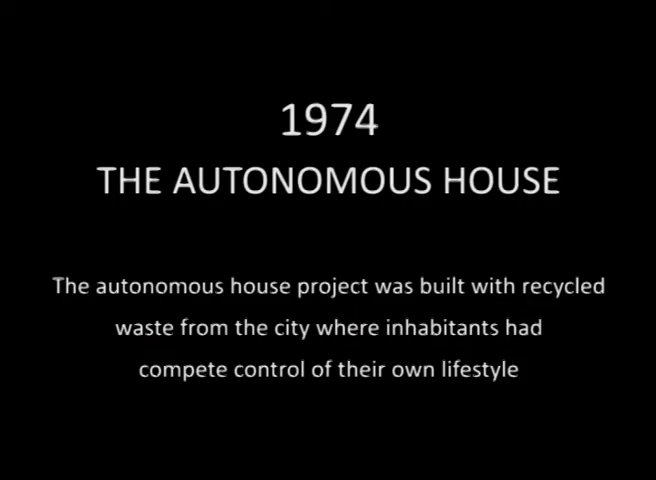 1974
THE AUTONOMOUS HOUSE
The autonomous house project was built with recycled
waste from the city where inhabitants had
compete control of their own lifestyle